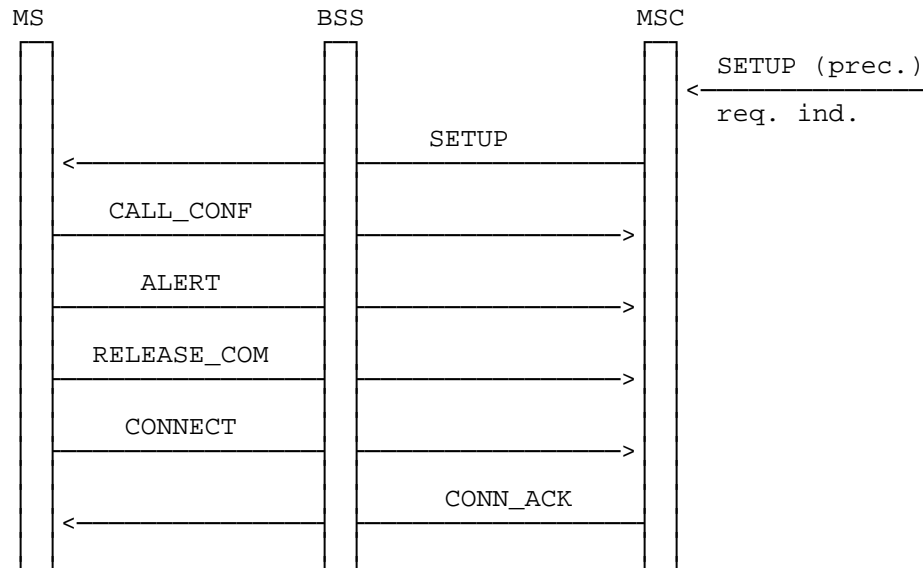 MS BSS MSC
SETUP (prec.)
req. ind.
SETUP
CALL_CONF
ALERT
RELEASE_COM
CONNECT
CONN_ACK